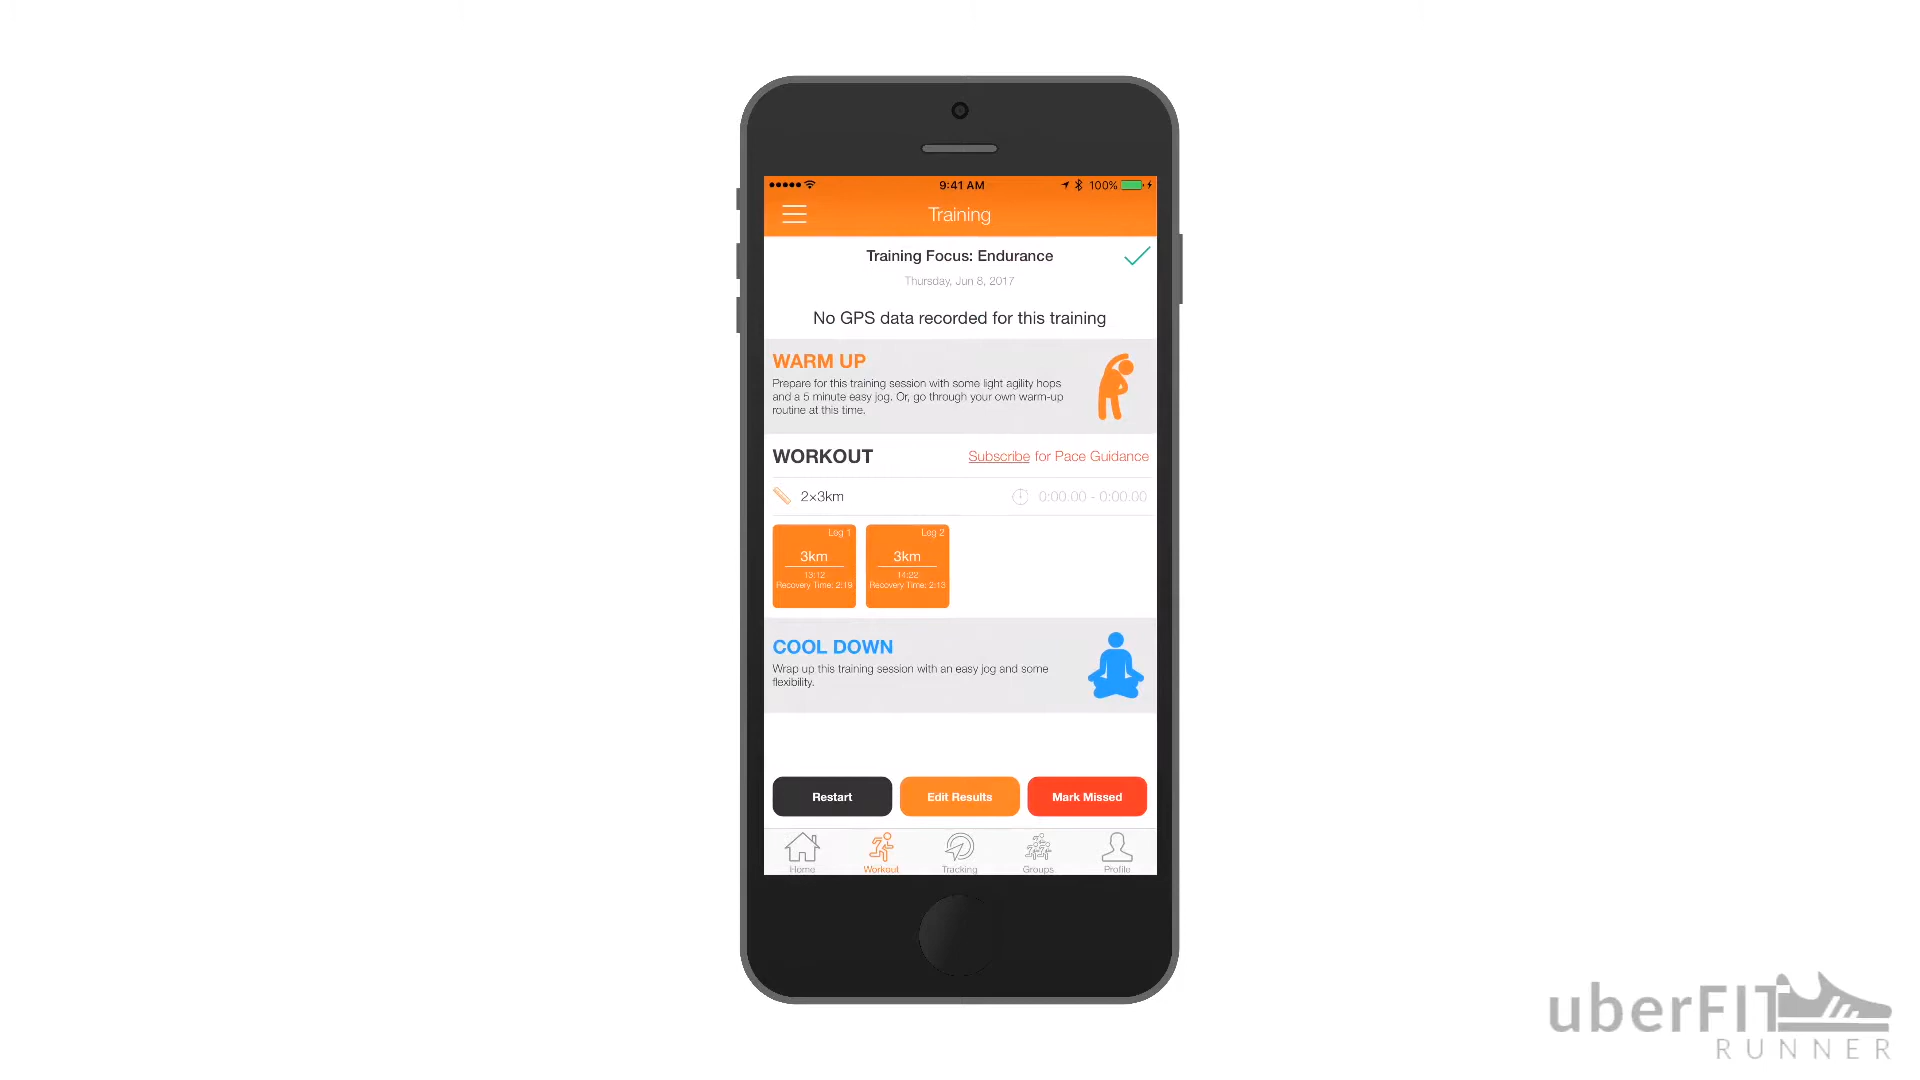 9:41 AM
100%
Training
Training Focus: Endurance
Thursday, Jun 8, 2017
No GPS data recorded for this training
WARM UP
Prepare for this training session with some light agility hops
and a 5 minute easy jog. Or, go through your own warm-up
routine at this time.
WORKOUT
Subscribe for Pace Guidance
2×3km
0:00.00 - 0:00.00
Leg 1
3km
13:12
Recovery Time: 2:19
Leg 2
3km
14:22
Recovery Time: 2:13
COOL DOWN
Wrap up this training session with an easy jog and some
flexibility.
Restart
Edit Results
Mark Missed
Home
Workout
Tracking
Groups
Profile
uberFIT
RUNNER